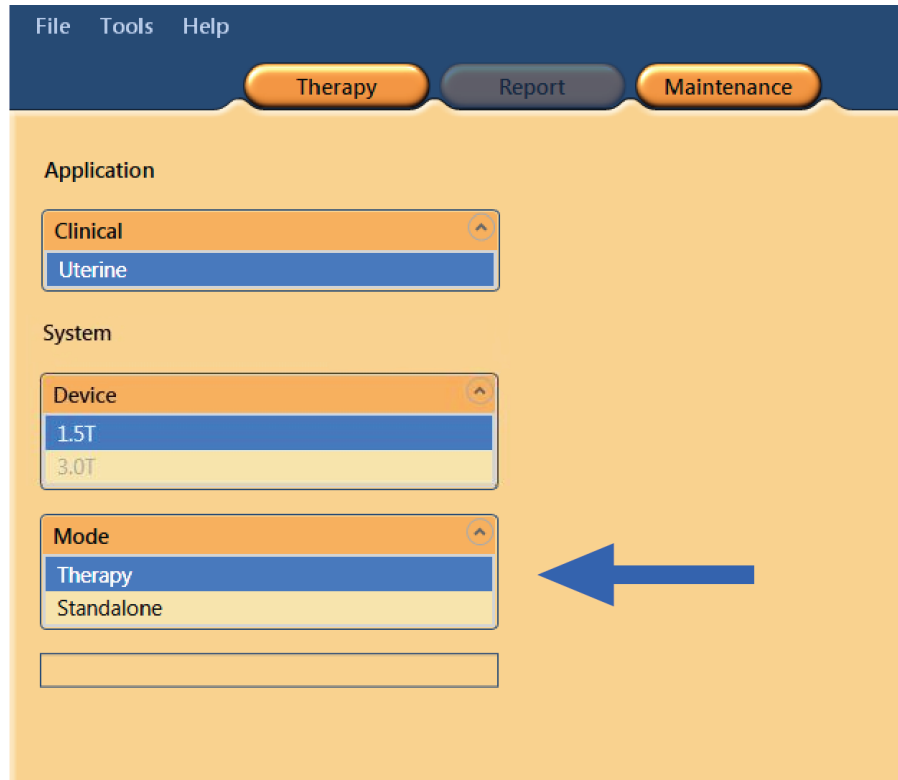 File Tools Help
Therapy Report Maintenance
Application
Clinical
Uterine
System
Device
1.5T
3.0T
Mode
Therapy
Standalone